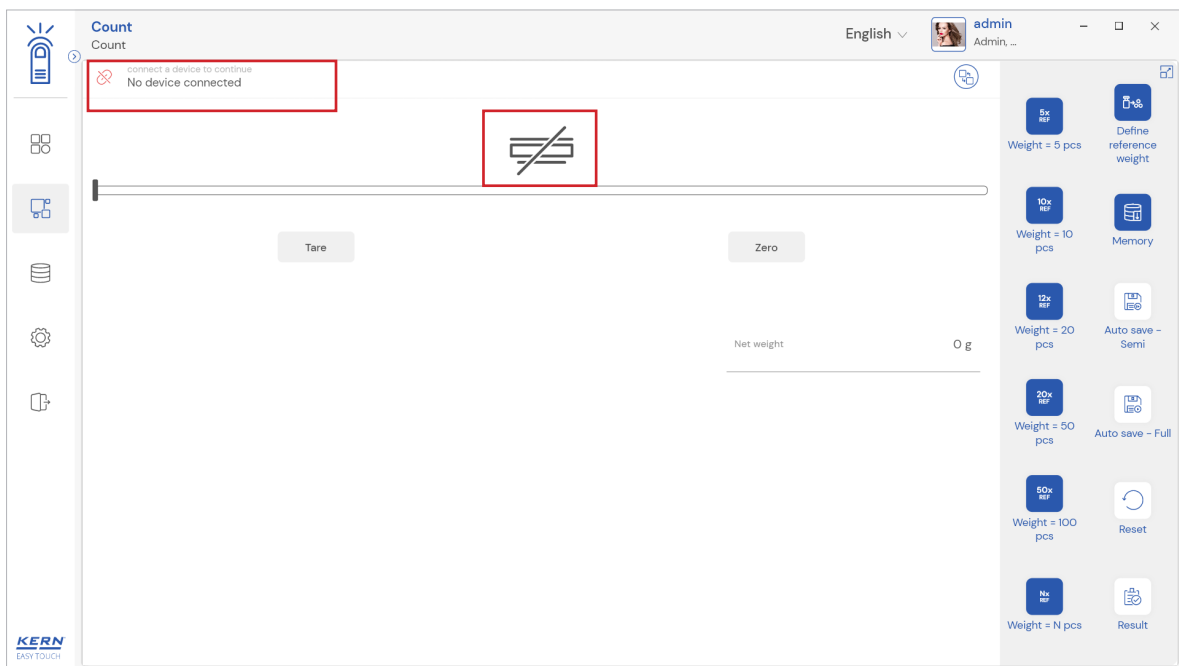 Count
Count
English
admin
Admin, ...
connect a device to continue
No device connected
Tare
Zero
Net weight
0 g
5x
REF
Weight = 5 pcs
Define
reference
weight
10x
REF
Weight = 10
pcs
Memory
12x
REF
Weight = 20
pcs
Auto save -
Semi
20x
REF
Weight = 50
pcs
Auto save - Full
50x
REF
Weight = 100
pcs
Reset
Nx
REF
Weight = N pcs
Result
KERN
EASY TOUCH